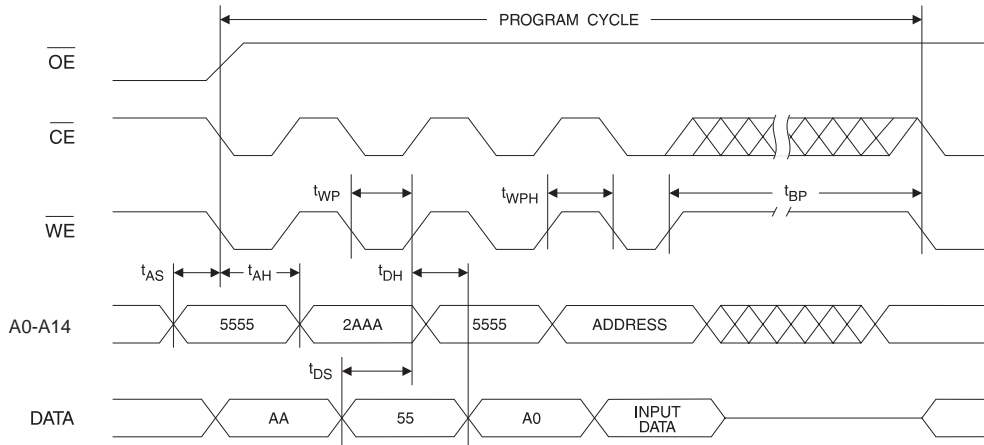 PROGRAM CYCLE
OE
CE
tWP
tWPH
tBP
WE
tAS
tAH
tDH
A0-A14
5555
2AAA
5555
ADDRESS
tDS
DATA
AA
55
A0
INPUT
DATA